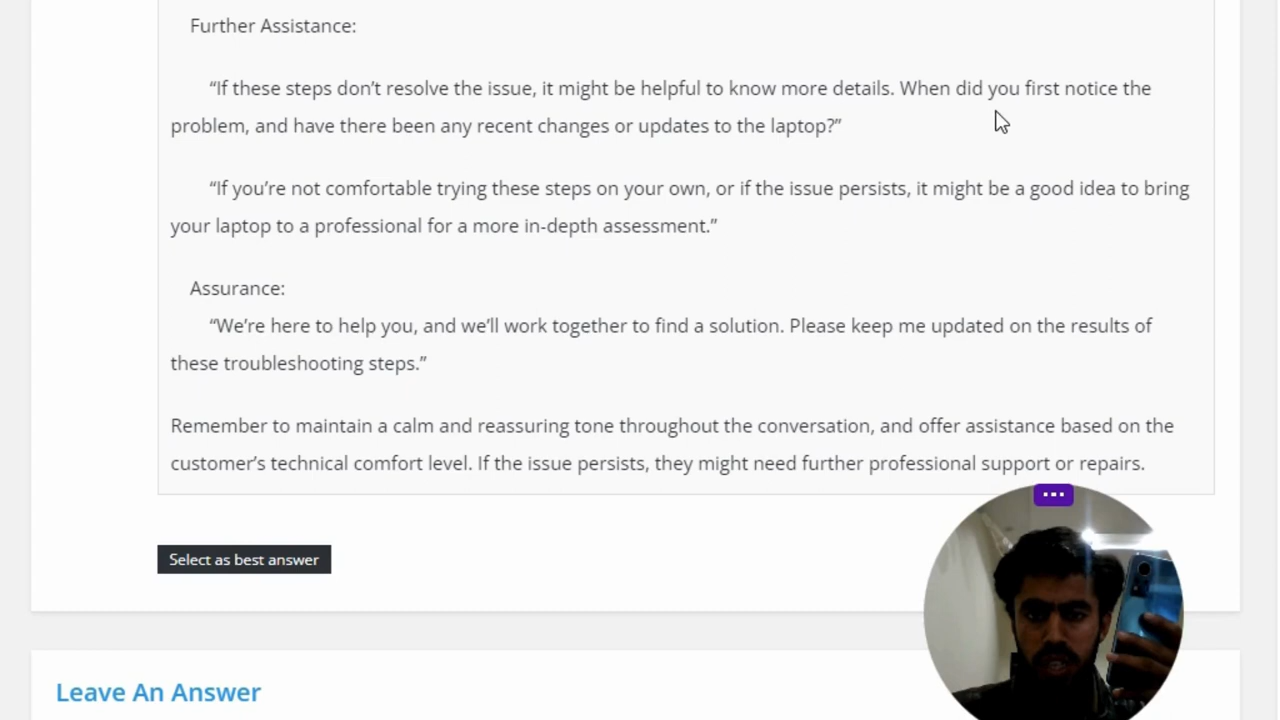 Further Assistance:
“If these steps don’t resolve the issue, it might be helpful to know more details. When did you first notice the
problem, and have there been any recent changes or updates to the laptop?”
“If you’re not comfortable trying these steps on your own, or if the issue persists, it might be a good idea to bring
your laptop to a professional for a more in-depth assessment.”
Assurance:
“We’re here to help you, and we’ll work together to find a solution. Please keep me updated on the results of
these troubleshooting steps.”
Remember to maintain a calm and reassuring tone throughout the conversation, and offer assistance based on the
customer’s technical comfort level. If the issue persists, they might need further professional support or repairs.
Select as best answer
Leave An Answer